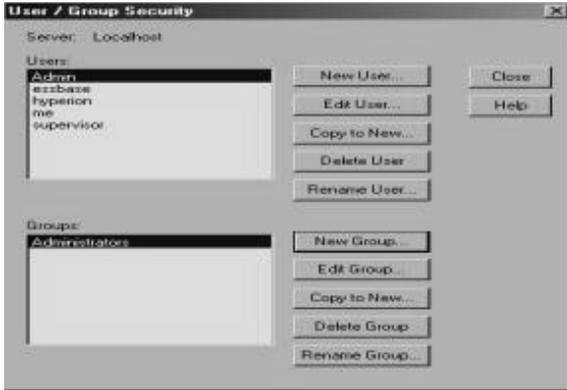 User / Group Security
Server: Localhost
Users:
Admin
essbase
hyperion
me
supervisor
New User...
Edit User...
Copy to New...
Delete User
Rename User...
Close
Help
Groups:
Administrators
New Group...
Edit Group...
Copy to New...
Delete Group
Rename Group...